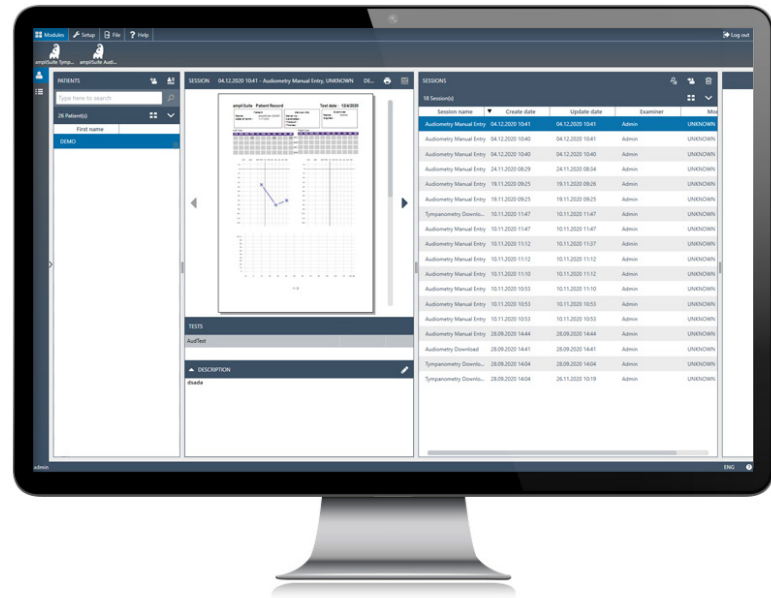 Modules Setup File ? Help Log out
ampliSuite Tymp... ampliSuite Audi...
PATIENTS
Type here to search
26 Patient(s)
First name
DEMO
SESSION 04.12.2020 10:41 - Audiometry Manual Entry, UNKNOWN DE...
ampliSuite Patient Record Test date: 12/4/2020
TESTS
AudTest
DESCRIPTION
dsada
SESSIONS
18 Session(s)
Session name Create date Update date Examiner Mod
Audiometry Manual Entry 04.12.2020 10:41 04.12.2020 10:41 Admin UNKNOWN
Audiometry Manual Entry 04.12.2020 10:40 04.12.2020 10:41 Admin UNKNOWN
Audiometry Manual Entry 04.12.2020 10:40 04.12.2020 10:40 Admin UNKNOWN
Audiometry Manual Entry 24.11.2020 08:29 24.11.2020 08:34 Admin UNKNOWN
Audiometry Manual Entry 19.11.2020 09:25 19.11.2020 09:26 Admin UNKNOWN
Audiometry Manual Entry 19.11.2020 09:25 19.11.2020 09:25 Admin UNKNOWN
Tympanometry Downlo... 10.11.2020 11:47 10.11.2020 11:47 Admin UNKNOWN
Audiometry Manual Entry 10.11.2020 11:47 10.11.2020 11:47 Admin UNKNOWN
Audiometry Manual Entry 10.11.2020 11:12 10.11.2020 11:37 Admin UNKNOWN
Audiometry Manual Entry 10.11.2020 11:12 10.11.2020 11:12 Admin UNKNOWN
Audiometry Manual Entry 10.11.2020 11:10 10.11.2020 11:12 Admin UNKNOWN
Audiometry Manual Entry 10.11.2020 10:53 10.11.2020 11:10 Admin UNKNOWN
Audiometry Manual Entry 10.11.2020 10:53 10.11.2020 10:53 Admin UNKNOWN
Audiometry Manual Entry 10.11.2020 10:53 10.11.2020 10:53 Admin UNKNOWN
Audiometry Manual Entry 28.09.2020 14:44 28.09.2020 14:44 Admin UNKNOWN
Audiometry Download 28.09.2020 14:41 28.09.2020 14:41 Admin UNKNOWN
Tympanometry Downlo... 28.09.2020 14:04 28.09.2020 14:04 Admin UNKNOWN
Tympanometry Downlo... 28.09.2020 14:04 26.11.2020 10:19 Admin UNKNOWN
admin ENG